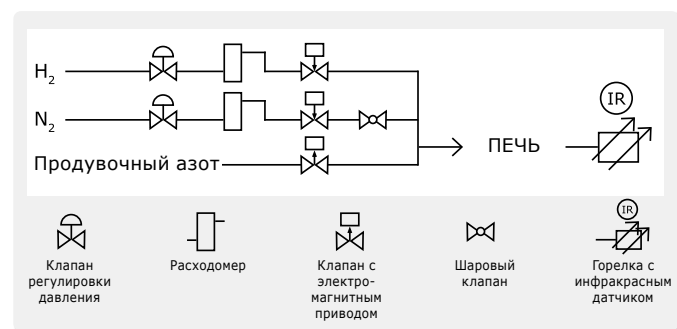 H2
N2
Продувочный азот
ПЕЧЬ
IR
IR
Клапан
регулировки
давления
Расходомер
Клапан с
электро-
магнитным
приводом
Шаровый
клапан
Горелка с
инфракрасным
датчиком